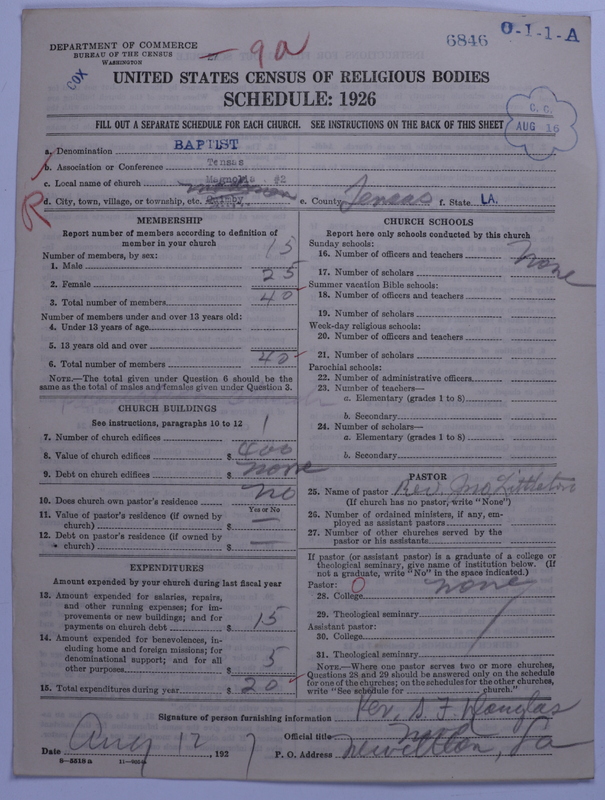 DEPARTMENT OF COMMERCE
BUREAU OF THE CENSUS
WASHINGTON
9a
6846
0-1-1-A
COX
UNITED STATES CENSUS OF RELIGIOUS BODIES
SCHEDULE: 1926
C. C.
AUG 16
FILL OUT A SEPARATE SCHEDULE FOR EACH CHURCH. SEE INSTRUCTIONS ON THE BACK OF THIS SHEET
a. Denomination BAPTIST
b. Association or Conference Tensas
c. Local name of church Magnolia #2
R
d. City, town, village, or township, etc. e. County Tensas f. State LA.
MEMBERSHIP
Report number of members according to definition of
member in your church
Number of members, by sex:
1. Male 15
2. Female 25
3. Total number of members 40
Number of members under and over 13 years old:
4. Under 13 years of age
5. 13 years old and over
6. Total number of members 40
NOTE.—The total given under Question 6 should be the
same as the total of males and females given under Question 3.
CHURCH BUILDINGS
See instructions, paragraphs 10 to 12
7. Number of church edifices 1
8. Value of church edifices $ 400
9. Debt on church edifices $ none
10. Does church own pastor's residence no
Yes or No
11. Value of pastor's residence (if owned by
church) $ —
12. Debt on pastor's residence (if owned by
church) $ —
EXPENDITURES
Amount expended by your church during last fiscal year
13. Amount expended for salaries, repairs,
and other running expenses; for im-
provements or new buildings; and for
payments on church debt $ 15
14. Amount expended for benevolences, in-
cluding home and foreign missions; for
denominational support; and for all
other purposes $ 5
15. Total expenditures during year $ 20
CHURCH SCHOOLS
Report here only schools conducted by this church
Sunday schools:
16. Number of officers and teachers none
17. Number of scholars
Summer vacation Bible schools:
18. Number of officers and teachers
19. Number of scholars
Week-day religious schools:
20. Number of officers and teachers
21. Number of scholars
Parochial schools:
22. Number of administrative officers
23. Number of teachers—
a. Elementary (grades 1 to 8)
b. Secondary
24. Number of scholars—
a. Elementary (grades 1 to 8)
b. Secondary
PASTOR
25. Name of pastor Rev. Jno Littleton
(If church has no pastor, write "None")
26. Number of ordained ministers, if any, em-
ployed as assistant pastors
27. Number of other churches served by the
pastor or his assistants
If pastor (or assistant pastor) is a graduate of a college or
theological seminary, give name of institution below. (If
not a graduate, write "No" in the space indicated.)
Pastor: 0 none
28. College
29. Theological seminary
Assistant pastor:
30. College
31. Theological seminary
NOTE.—Where one pastor serves two or more churches,
Questions 28 and 29 should be answered only on the schedule
for one of the churches; on the schedules for the other churches,
write "See schedule for church."
Signature of person furnishing information Rev. S. F. Douglas
Official title
Date Aug 12, 1927 P. O. Address Newellton, La
8-5518a